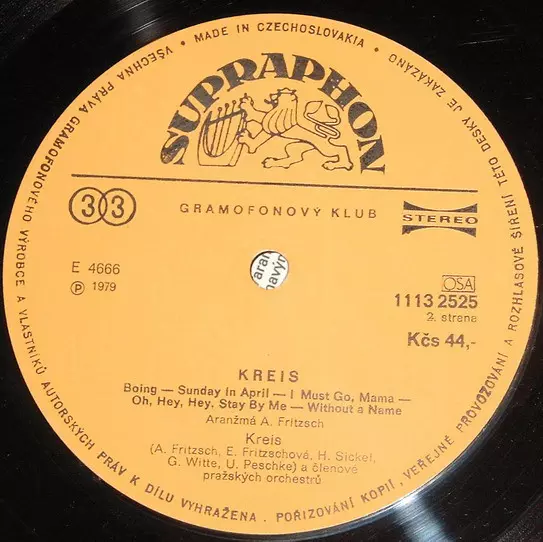 VŠECHNA PRÁVA GRAMOFONOVÉHO VÝROBCE A VLASTNÍKŮ AUTORSKÝCH PRÁV K DÍLU VYHRAŽENA • POŘIZOVÁNÍ KOPIÍ, VEŘEJNÉ PROVOZOVÁNÍ A ROZHLASOVÉ ŠÍŘENÍ TÉTO DESKY JE ZAKÁZÁNO • MADE IN CZECHOSLOVAKIA •
SUPRAPHON
33
GRAMOFONOVÝ KLUB
STEREO
E 4666
Ⓟ 1979
OSA
1113 2525
2. strana
Kčs 44,-
KREIS
Boing — Sunday in April — I Must Go, Mama —
Oh, Hey, Hey, Stay By Me — Without a Name
Aranžmá A. Fritzsch
Kreis
(A. Fritzsch, E. Fritzschová, H. Sickel,
G. Witte, U. Peschke) a členové
pražských orchestrů